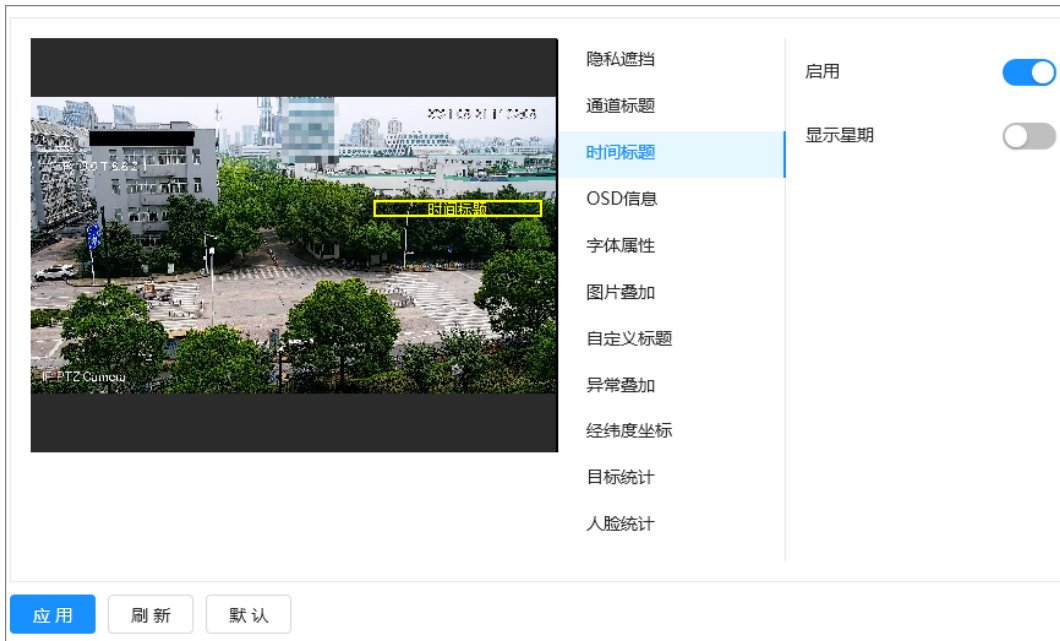 时间标题
IP PTZ Camera
隐私遮挡
通道标题
时间标题
OSD信息
字体属性
图片叠加
自定义标题
异常叠加
经纬度坐标
目标统计
人脸统计
启用
显示星期
应用
刷新
默认